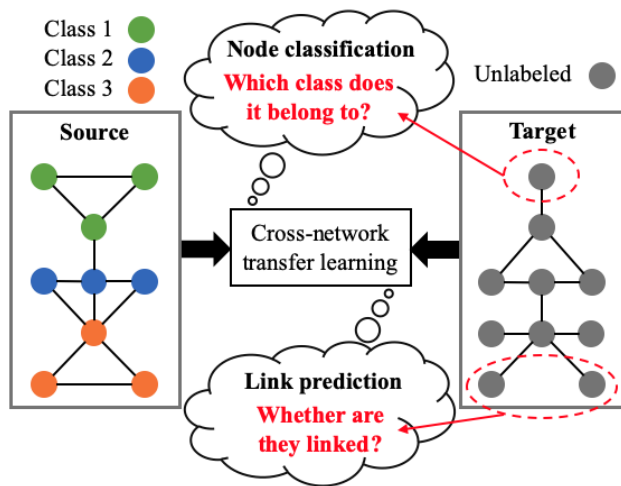 Class 1
Class 2
Class 3
Node classification
Which class does
it belong to?
Unlabeled
Source
Target
Cross-network
transfer learning
Link prediction
Whether are
they linked?